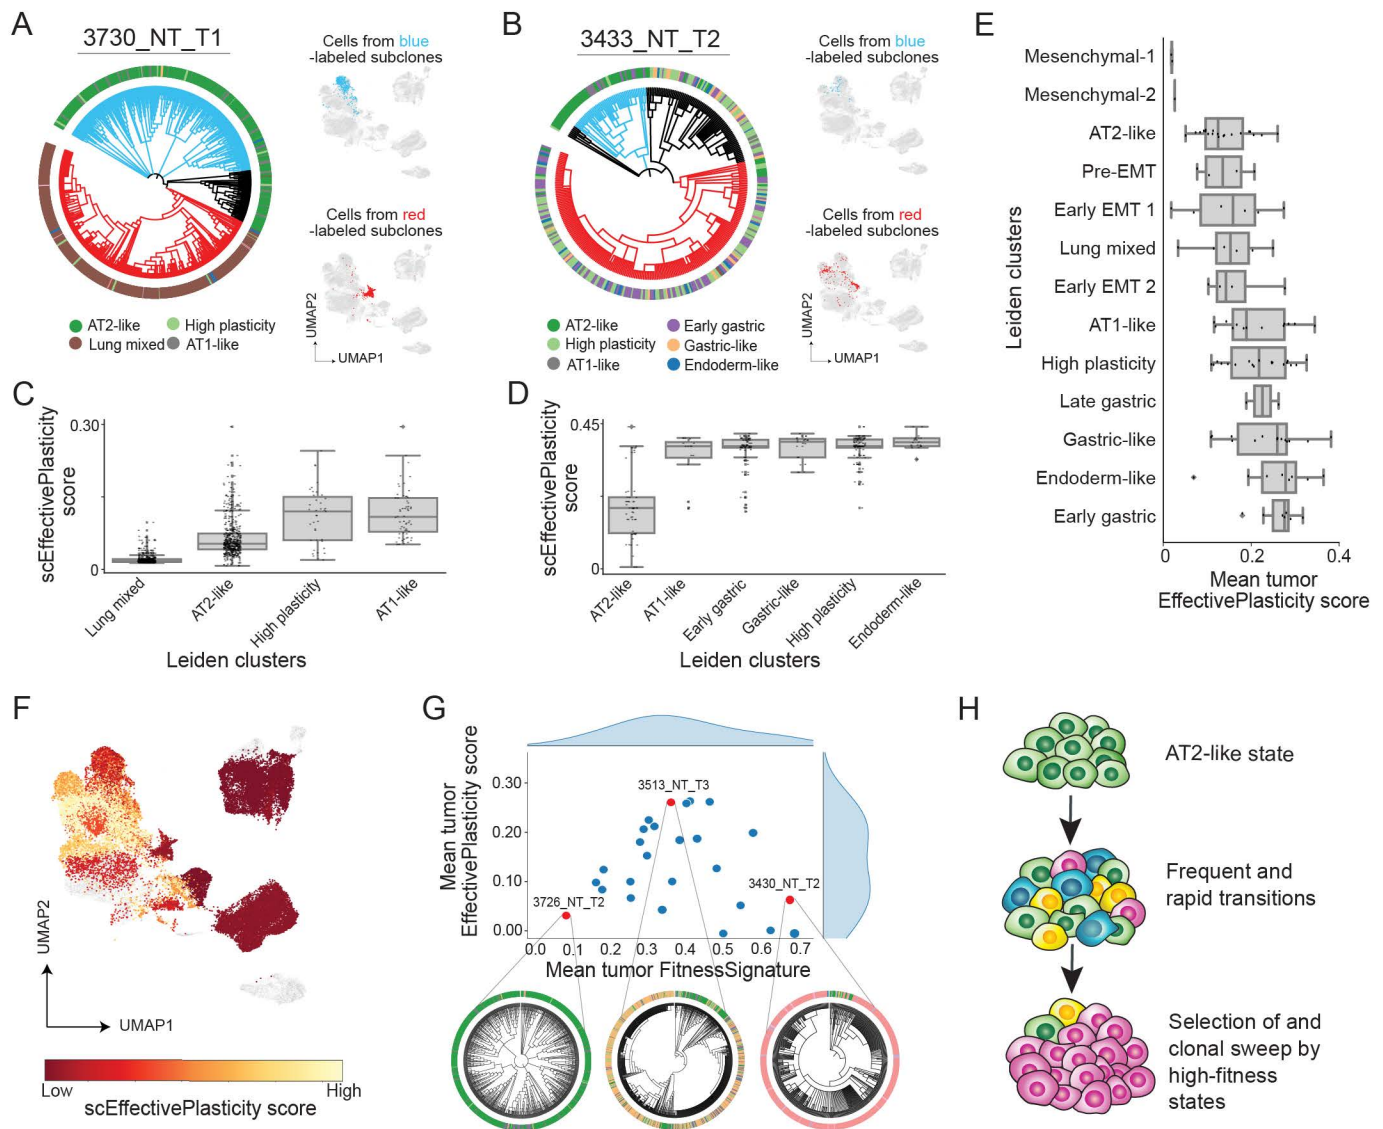 A
3730_NT_T1
Cells from blue
-labeled subclones
Cells from red
-labeled subclones
UMAP2
UMAP1
AT2-like
High plasticity
Lung mixed
AT1-like
B
3433_NT_T2
Cells from blue
-labeled subclones
Cells from red
-labeled subclones
UMAP2
UMAP1
AT2-like
Early gastric
High plasticity
Gastric-like
AT1-like
Endoderm-like
C
scEffectivePlasticity
score
0.30
0
Lung mixed
AT2-like
High plasticity
AT1-like
Leiden clusters
D
scEffectivePlasticity
score
0.45
0
AT2-like
AT1-like
Early gastric
Gastric-like
High plasticity
Endoderm-like
Leiden clusters
E
Leiden clusters
Mesenchymal-1
Mesenchymal-2
AT2-like
Pre-EMT
Early EMT 1
Lung mixed
Early EMT 2
AT1-like
High plasticity
Late gastric
Gastric-like
Endoderm-like
Early gastric
0
0.2
0.4
Mean tumor
EffectivePlasticity score
F
UMAP2
UMAP1
Low
High
scEffectivePlasticity score
G
Mean tumor
EffectivePlasticity score
0.30
0.20
0.10
0.00
3513_NT_T3
3726_NT_T2
3430_NT_T2
0.0
0.1
0.2
0.3
0.4
0.5
0.6
0.7
Mean tumor FitnessSignature
H
AT2-like state
Frequent and
rapid transitions
Selection of and
clonal sweep by
high-fitness
states